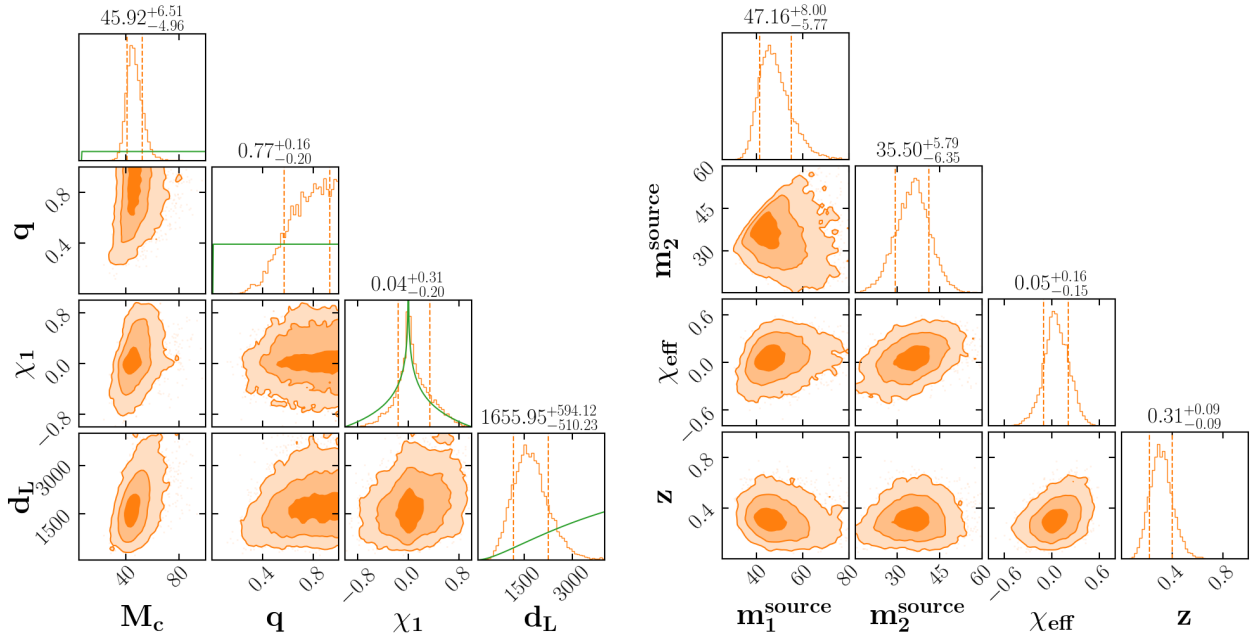 45.92+6.51−4.96
47.16+8.00−5.77
0.77+0.16−0.20
35.50+5.79−6.35
60
0.8
45
q
0.4
m2source
30
0.04+0.31−0.20
0.05+0.16−0.15
0.8
0.6
χ1
0.0
χeff
0.0
1655.95+594.12−510.23
0.31+0.09−0.09
−0.8
−0.6
3000
0.8
dL
1500
z
0.4
40 80 0.4 0.8 −0.8 0.0 0.8 1500 3000
40 60 80 30 45 60 −0.6 0.0 0.6 0.4 0.8
Mc q χ1 dL
m1source m2source χeff z